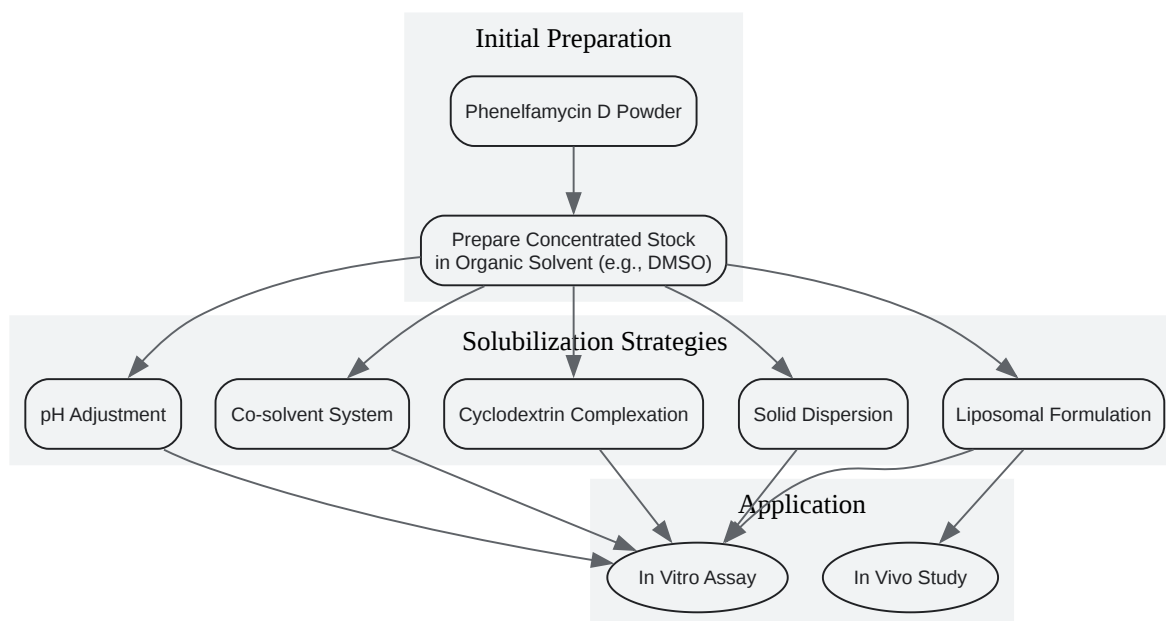 Initial Preparation
Phenelfamycin D Powder
Prepare Concentrated Stock
in Organic Solvent (e.g., DMSO)
Solubilization Strategies
pH Adjustment
Co-solvent System
Cyclodextrin Complexation
Solid Dispersion
Liposomal Formulation
Application
In Vitro Assay
In Vivo Study